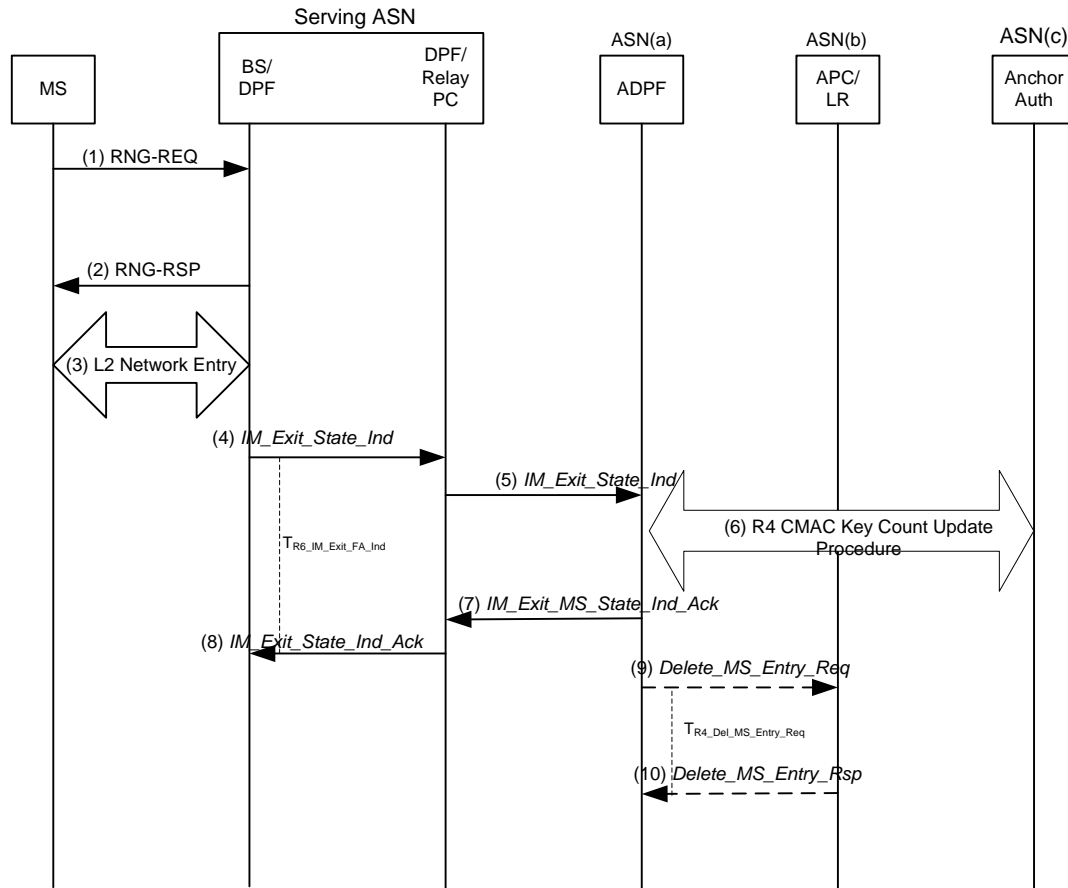 Serving ASN
ASN(a)
ASN(b)
ASN(c)
MS
BS/
DPF
DPF/
Relay
PC
ADPF
APC/
LR
Anchor
Auth
(1) RNG-REQ
(2) RNG-RSP
(3) L2 Network Entry
(4) IM_Exit_State_Ind
(5) IM_Exit_State_Ind
(6) R4 CMAC Key Count Update
Procedure
TR6_IM_Exit_FA_Ind
(7) IM_Exit_MS_State_Ind_Ack
(8) IM_Exit_State_Ind_Ack
(9) Delete_MS_Entry_Req
TR4_Del_MS_Entry_Req
(10) Delete_MS_Entry_Rsp